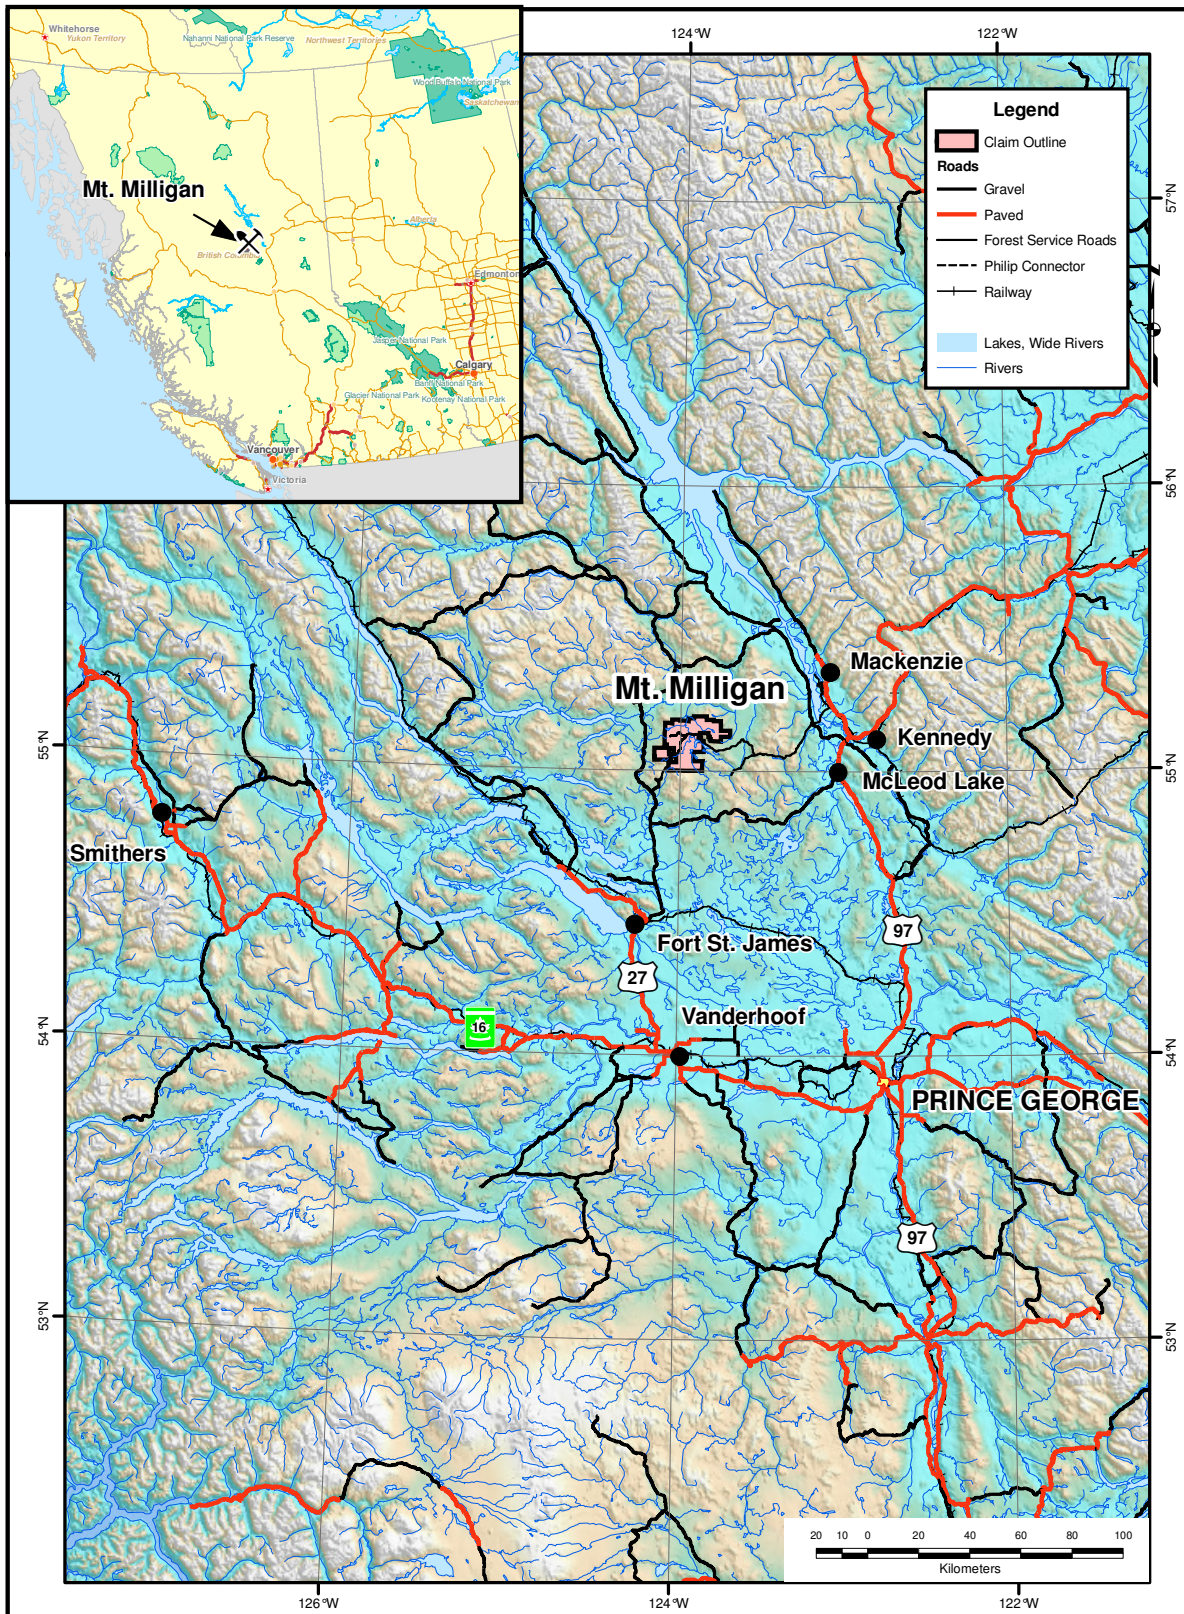 Whitehorse
Yukon Territory
Nahanni National Park Reserve
Northwest Territories
Wood Buffalo National Park
Saskatchewan
Mt. Milligan
Alberta
British Columbia
Edmonton
Jasper National Park
Calgary
Banff National Park
Glacier National Park
Kootenay National Park
Vancouver
Victoria
124°W
122°W
Legend
Claim Outline
Roads
Gravel
Paved
Forest Service Roads
Philip Connector
Railway
Lakes, Wide Rivers
Rivers
57°N
56°N
Mackenzie
Mt. Milligan
Kennedy
55°N
55°N
McLeod Lake
Smithers
97
Fort St. James
27
Vanderhoof
16
54°N
54°N
PRINCE GEORGE
97
53°N
53°N
20 10 0 20 40 60 80 100
Kilometers
126°W
124°W
122°W